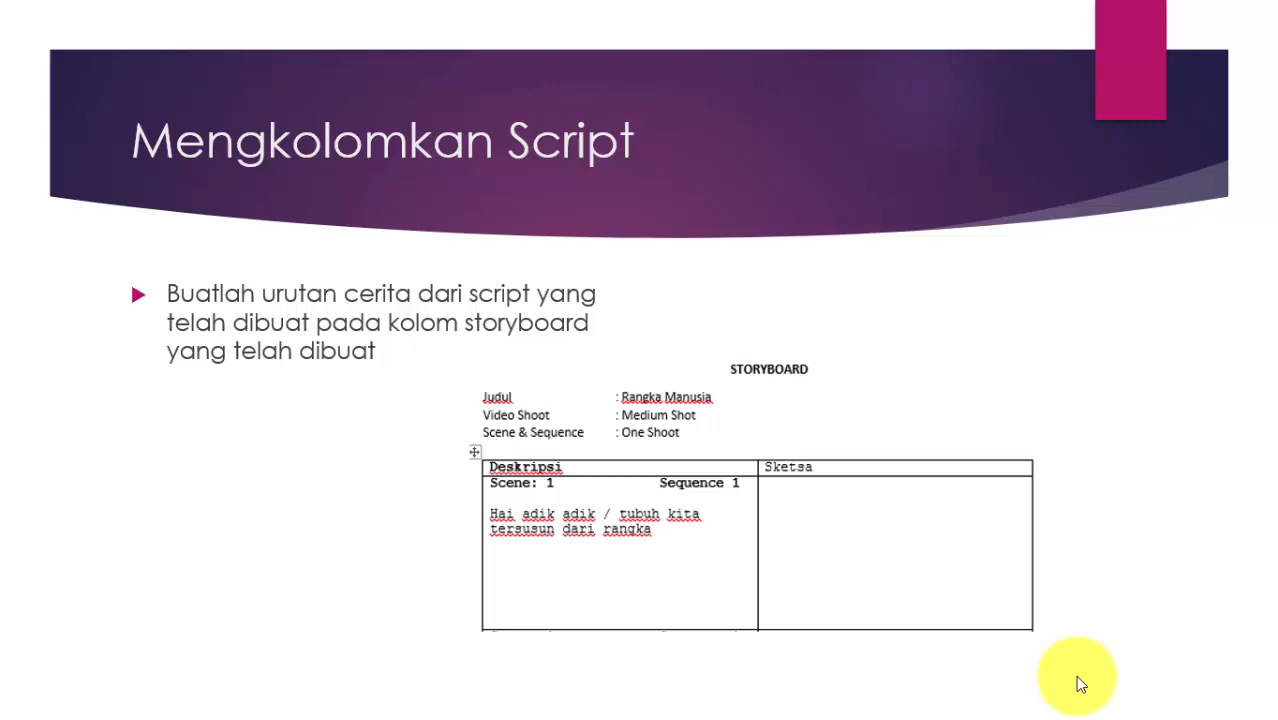 Mengkolomkan Script
Buatlah urutan cerita dari script yang
telah dibuat pada kolom storyboard
yang telah dibuat
STORYBOARD
Judul : Rangka Manusia
Video Shoot : Medium Shot
Scene & Sequence : One Shoot
Deskripsi Sketsa
Scene: 1 Sequence 1
Hai adik adik / tubuh kita
tersusun dari rangka